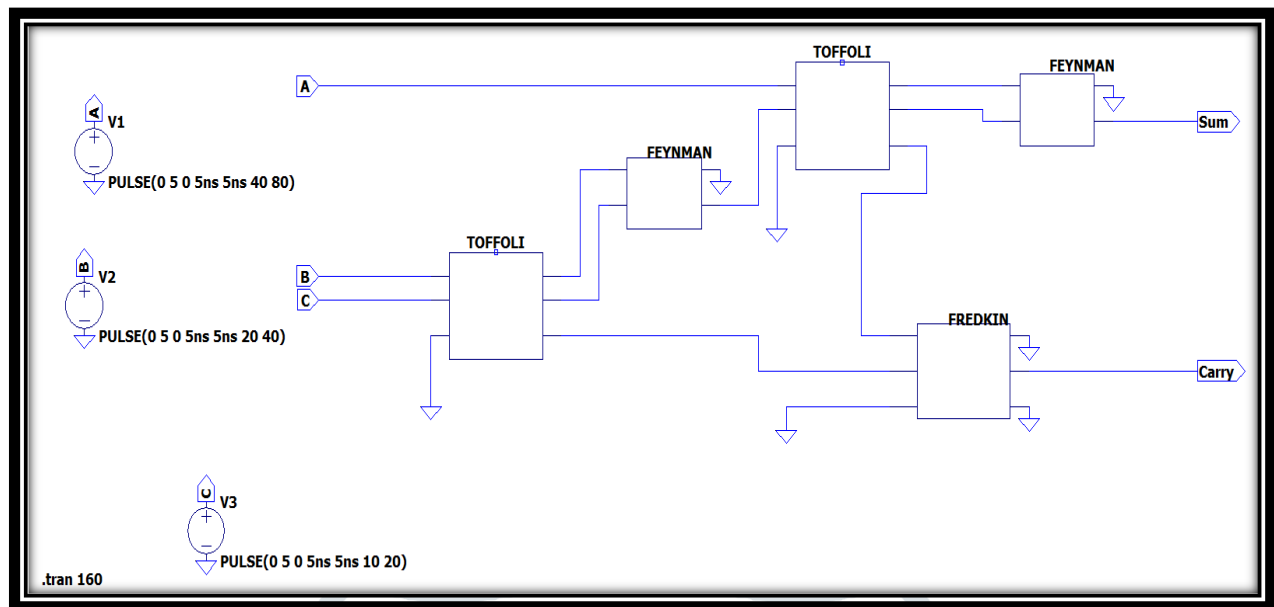 TOFFOLI
FEYNMAN
A
A
V1
Sum
FEYNMAN
PULSE(0 5 0 5ns 5ns 40 80)
TOFFOLI
B
V2
B
C
FREDKIN
PULSE(0 5 0 5ns 5ns 20 40)
Carry
C
V3
PULSE(0 5 0 5ns 5ns 10 20)
.tran 160